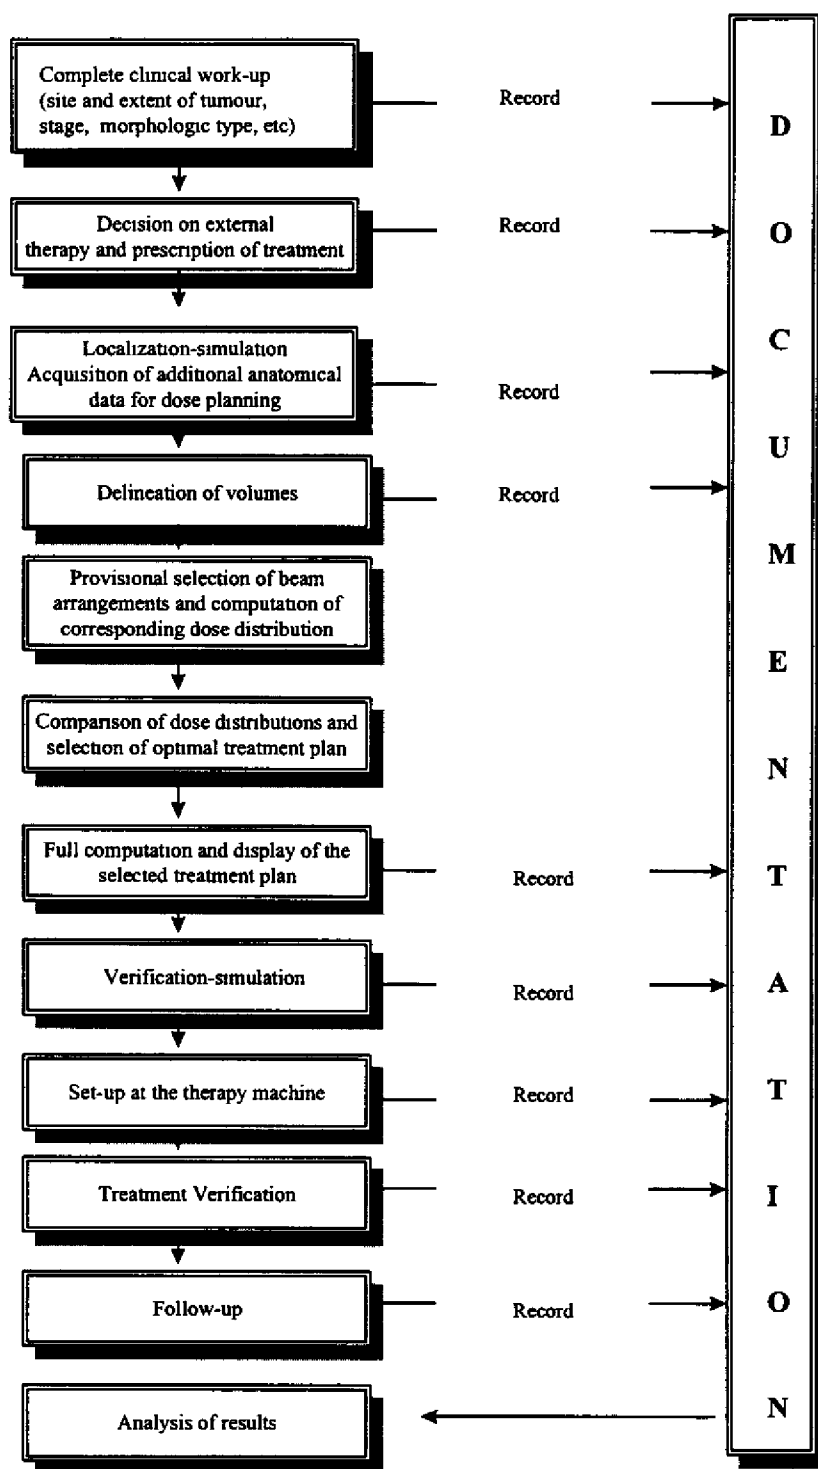 Complete clinical work-up
(site and extent of tumour,
stage, morphologic type, etc)
Record
Decision on external
therapy and prescription of treatment
Record
Localization-simulation
Acquisition of additional anatomical
data for dose planning
Record
Delineation of volumes
Record
Provisional selection of beam
arrangements and computation of
corresponding dose distribution
Comparison of dose distributions and
selection of optimal treatment plan
Full computation and display of the
selected treatment plan
Record
Verification-simulation
Record
Set-up at the therapy machine
Record
Treatment Verification
Record
Follow-up
Record
Analysis of results
D
O
C
U
M
E
N
T
A
T
I
O
N